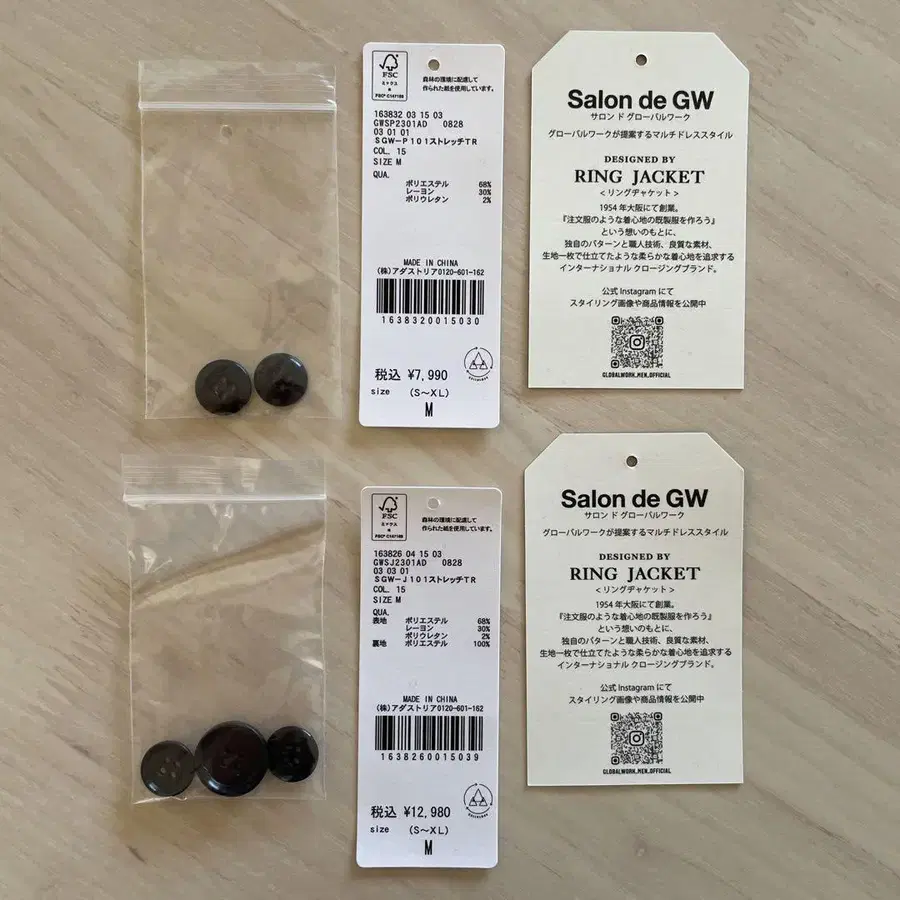 FSC
ミックス
森林の環境に配慮して
作られた紙を使用しています。
163832 03 15 03
GWSP2301AD 0828
03 01 01
SGW-P101ストレッチTR
COL. 15
SIZE M
QUA.
ポリエステル 68%
レーヨン 30%
ポリウレタン 2%
MADE IN CHINA
(株)アダストリア0120-601-162
1638320015030
税込 ¥7,990
size (S〜XL)
M
Salon de GW
サロン ド グローバルワーク
グローバルワークが提案するマルチドレススタイル
DESIGNED BY
RING JACKET
<リングヂャケット>
1954年大阪にて創業。
『注文服のような着心地の既製服を作ろう』
という想いのもとに、
独自のパターンと職人技術、良質な素材、
生地一枚で仕立てたような柔らかな着心地を追求する
インターナショナル クロージングブランド。
公式 Instagram にて
スタイリング画像や商品情報を公開中
GLOBALWORK_MEN_OFFICIAL
FSC
ミックス
森林の環境に配慮して
作られた紙を使用しています。
163826 04 15 03
GWSJ2301AD 0828
03 03 01
SGW-J101ストレッチTR
COL. 15
SIZE M
QUA.
表地 ポリエステル 68%
レーヨン 30%
ポリウレタン 2%
裏地 ポリエステル 100%
MADE IN CHINA
(株)アダストリア0120-601-162
1638260015039
税込 ¥12,980
size (S〜XL)
M
Salon de GW
サロン ド グローバルワーク
グローバルワークが提案するマルチドレススタイル
DESIGNED BY
RING JACKET
<リングヂャケット>
1954年大阪にて創業。
『注文服のような着心地の既製服を作ろう』
という想いのもとに、
独自のパターンと職人技術、良質な素材、
生地一枚で仕立てたような柔らかな着心地を追求する
インターナショナル クロージングブランド。
公式 Instagram にて
スタイリング画像や商品情報を公開中
GLOBALWORK_MEN_OFFICIAL